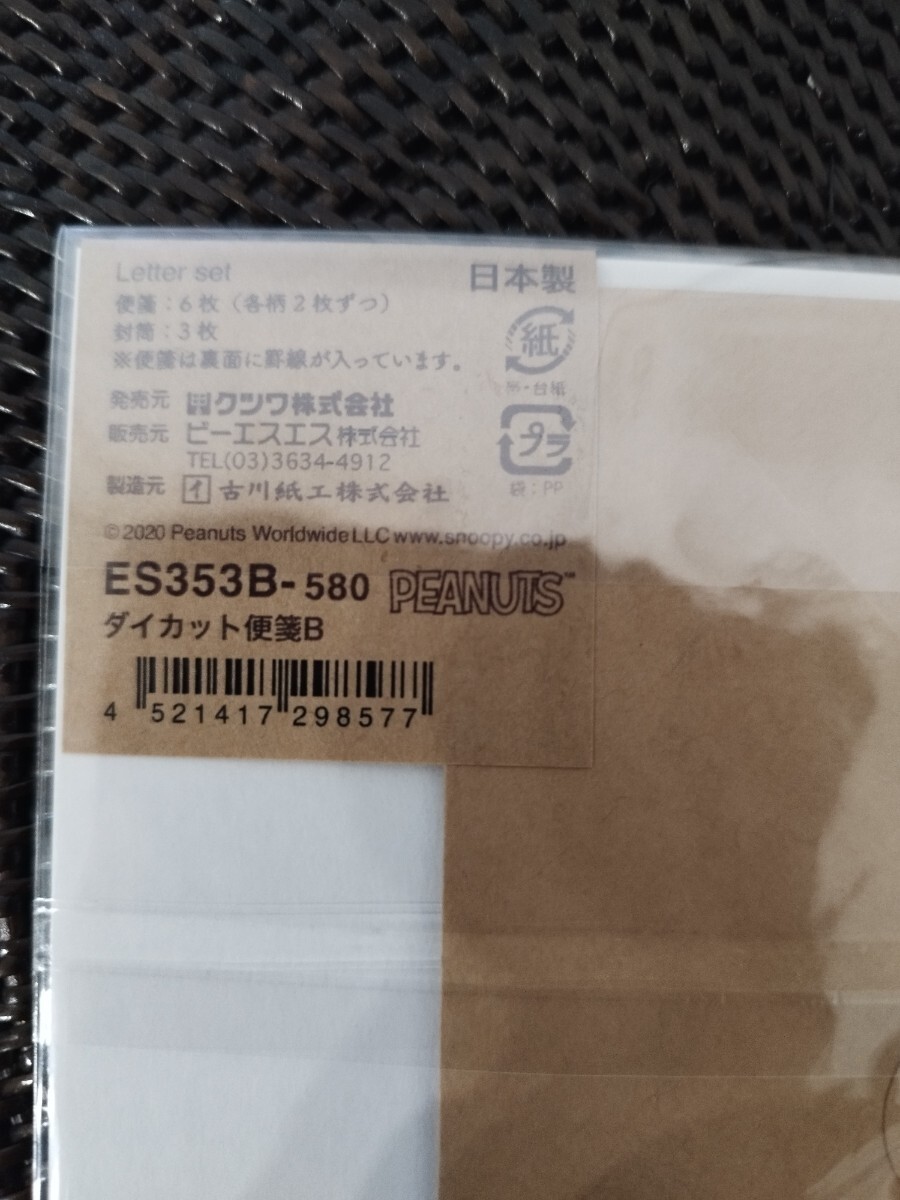 Letter set
日本製
便箋：6枚（各柄2枚ずつ）
封筒：3枚
※便箋は裏面に罫線が入っています。
紙
台紙
発売元 クツワ株式会社
販売元 ピーエスエス株式会社
TEL(03)3634-4912
プラ
袋：PP
製造元 イ 古川紙工株式会社
©2020 Peanuts Worldwide LLC www.snoopy.co.jp
ES353B-580 PEANUTS™
ダイカット便箋B
4 521417 298577